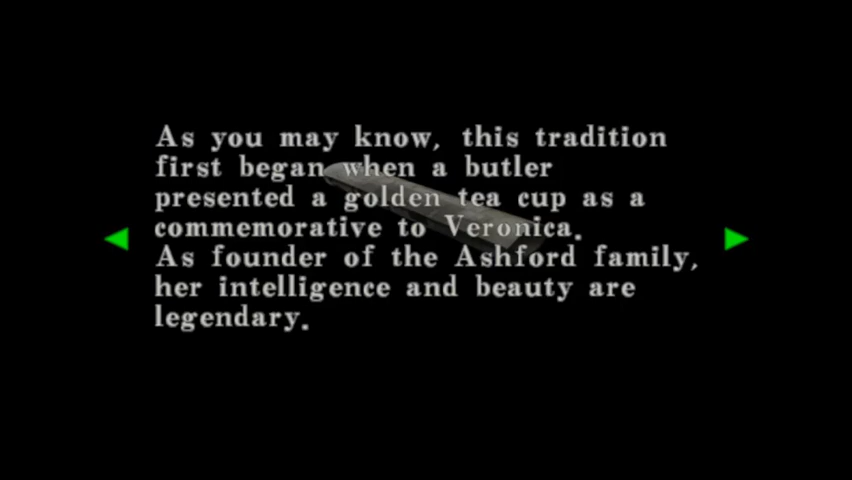 As you may know, this tradition
first began when a butler
presented a golden tea cup as a
commemorative to Veronica.
As founder of the Ashford family,
her intelligence and beauty are
legendary.